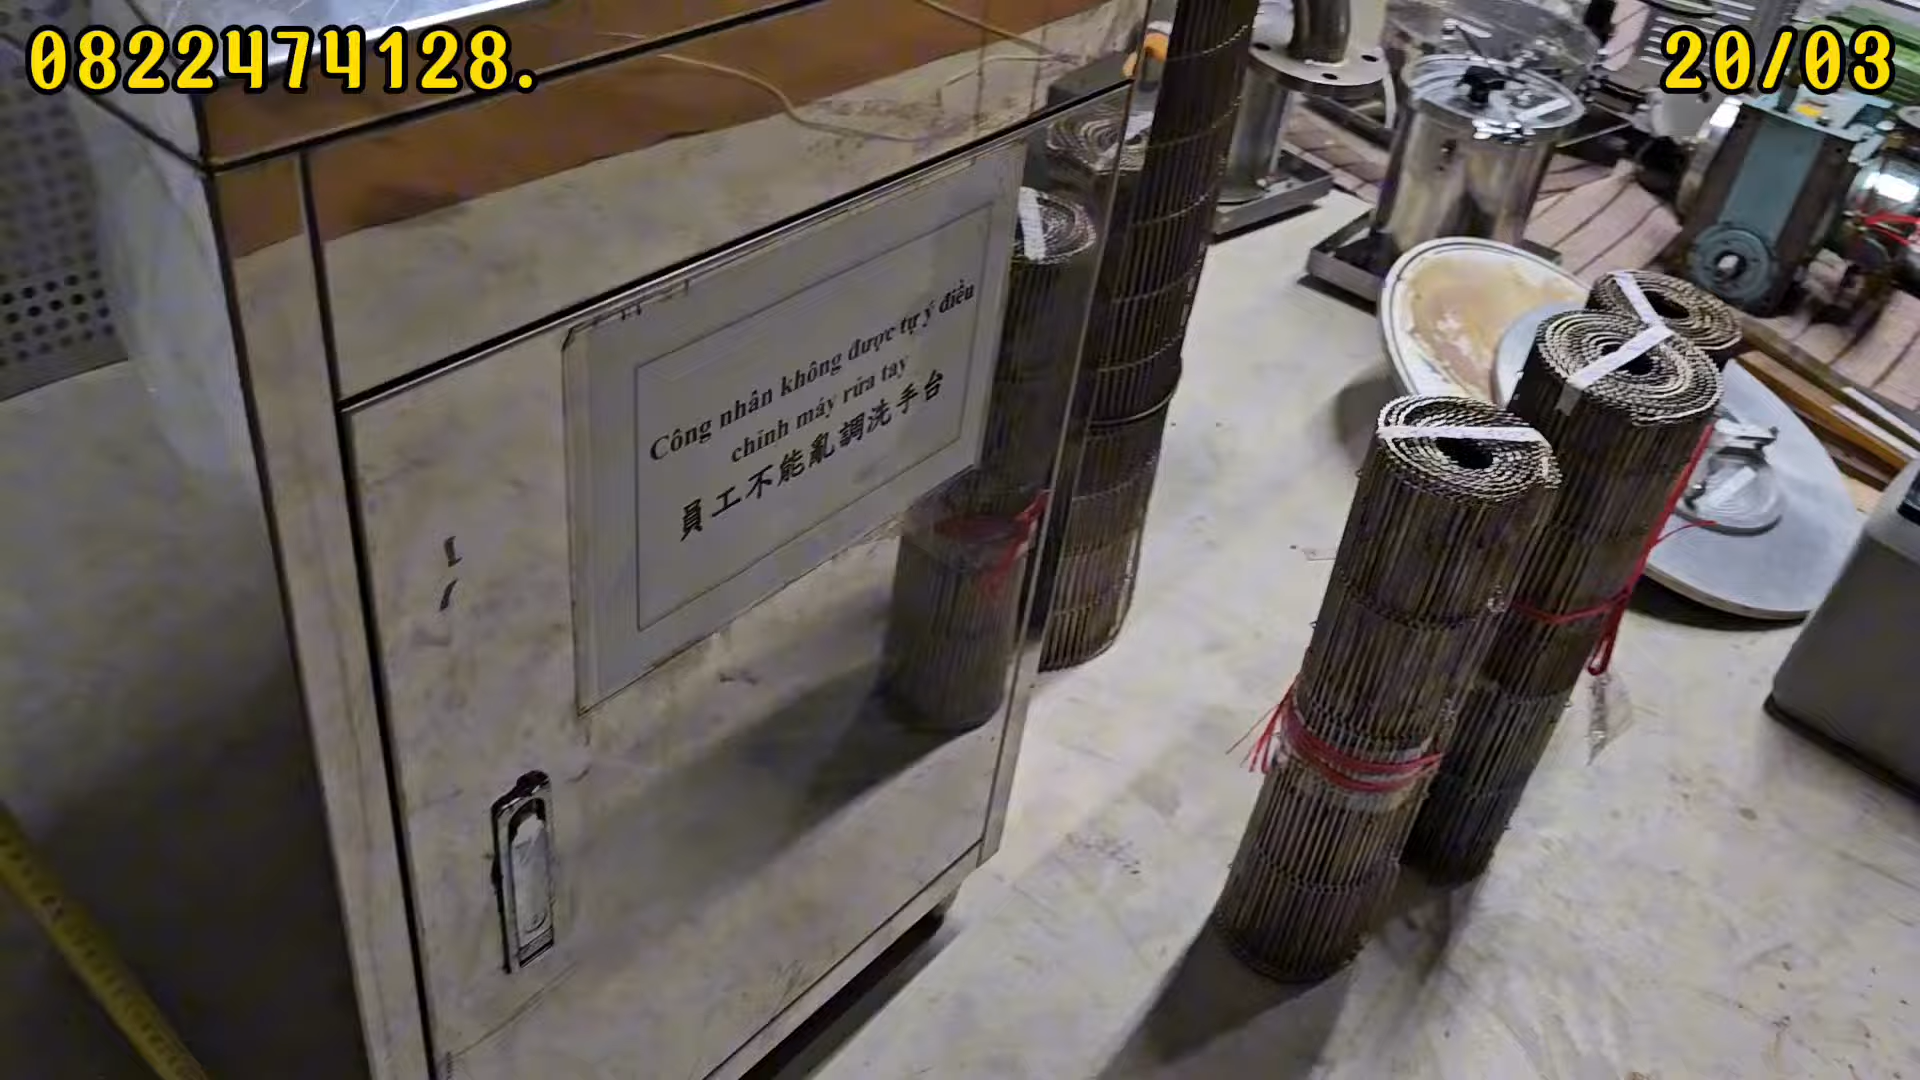 0822474128.
20/03
Công nhân không được tự ý điều
chỉnh máy rửa tay
員工不能亂調洗手台